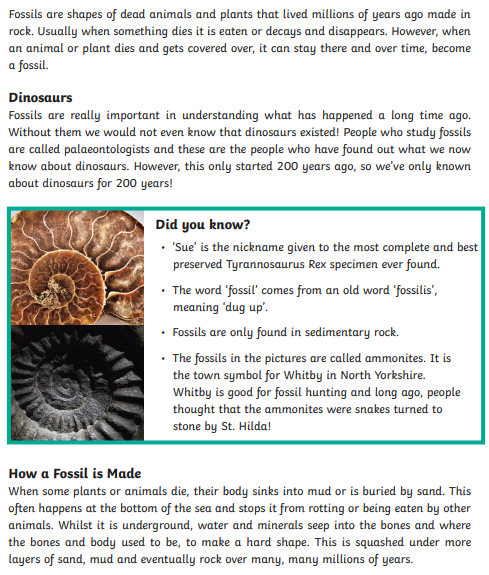 Fossils are shapes of dead animals and plants that lived millions of years ago made in
rock. Usually when something dies it is eaten or decays and disappears. However, when
an animal or plant dies and gets covered over, it can stay there and over time, become
a fossil.
Dinosaurs
Fossils are really important in understanding what has happened a long time ago.
Without them we would not even know that dinosaurs existed! People who study fossils
are called palaeontologists and these are the people who have found out what we now
know about dinosaurs. However, this only started 200 years ago, so we’ve only known
about dinosaurs for 200 years!
Did you know?
• ‘Sue’ is the nickname given to the most complete and best
preserved Tyrannosaurus Rex specimen ever found.
• The word ‘fossil’ comes from an old word ‘fossilis’,
meaning ‘dug up’.
• Fossils are only found in sedimentary rock.
• The fossils in the pictures are called ammonites. It is
the town symbol for Whitby in North Yorkshire.
Whitby is good for fossil hunting and long ago, people
thought that the ammonites were snakes turned to
stone by St. Hilda!
How a Fossil is Made
When some plants or animals die, their body sinks into mud or is buried by sand. This
often happens at the bottom of the sea and stops it from rotting or being eaten by other
animals. Whilst it is underground, water and minerals seep into the bones and where
the bones and body used to be, to make a hard shape. This is squashed under more
layers of sand, mud and eventually rock over many, many millions of years.